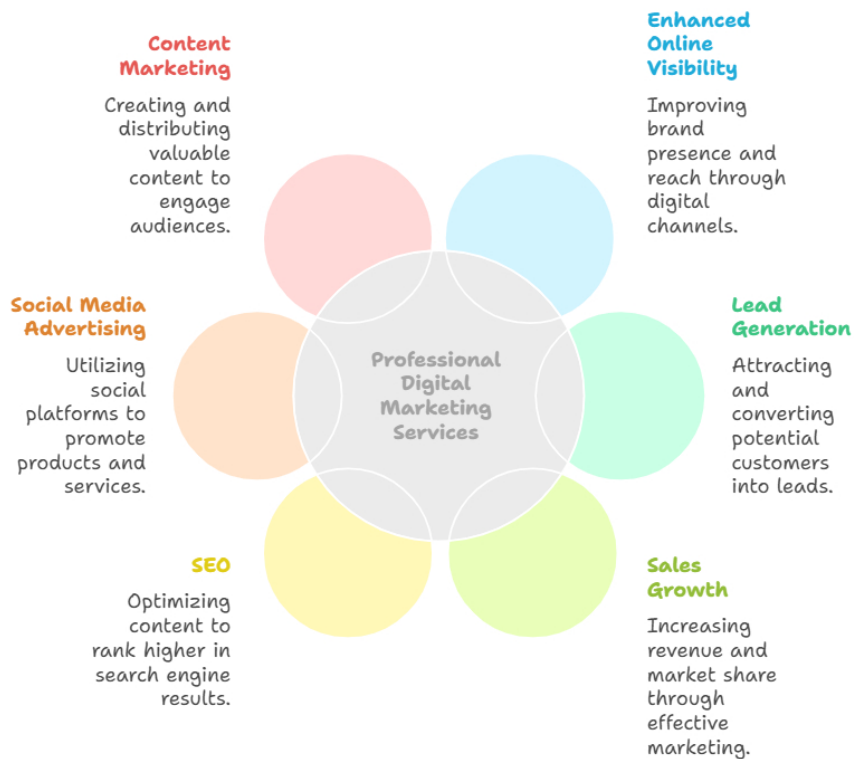 Content
Marketing
Creating and
distributing
valuable
content to
engage
audiences.
Enhanced
Online
Visibility
Improving
brand
presence and
reach through
digital
channels.
Social Media
Advertising
Utilizing
social
platforms to
promote
products and
services.
Professional
Digital
Marketing
Services
Lead
Generation
Attracting
and
converting
potential
customers
into leads.
SEO
Optimizing
content to
rank higher in
search engine
results.
Sales
Growth
Increasing
revenue and
market share
through
effective
marketing.